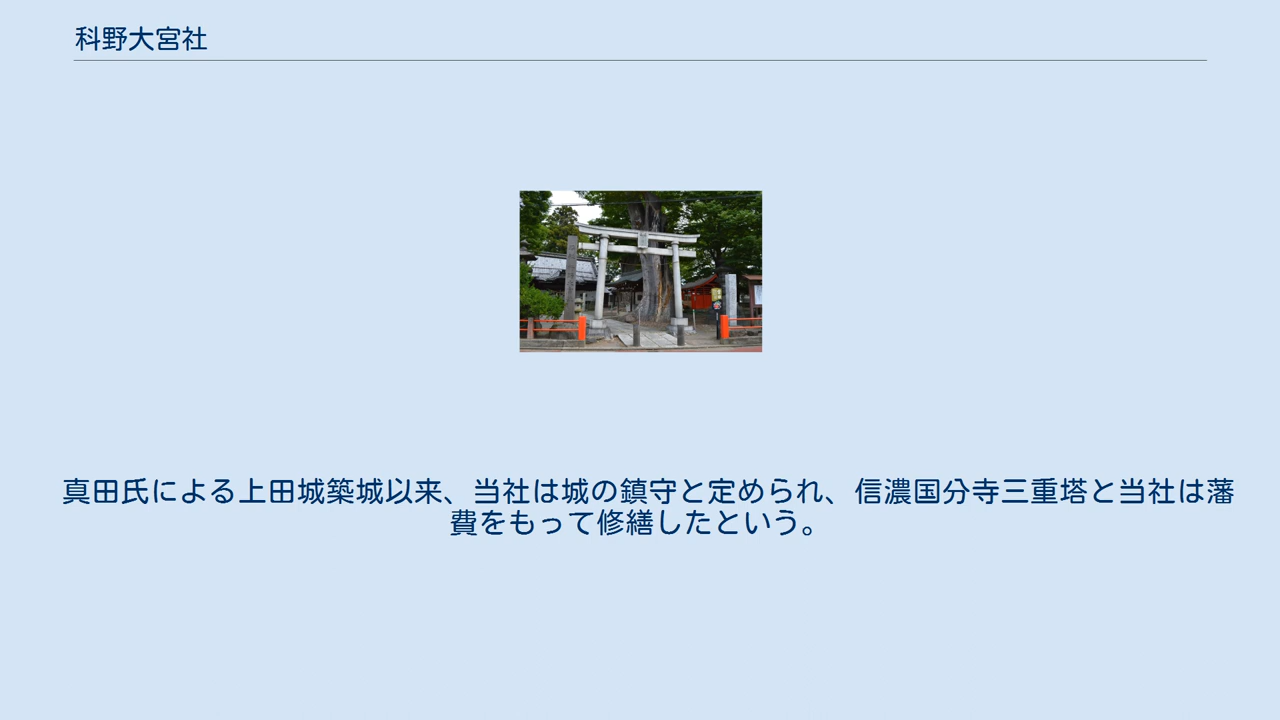 科野大宮社
真田氏による上田城築城以来、当社は城の鎮守と定められ、信濃国分寺三重塔と当社は藩
費をもって修繕したという。